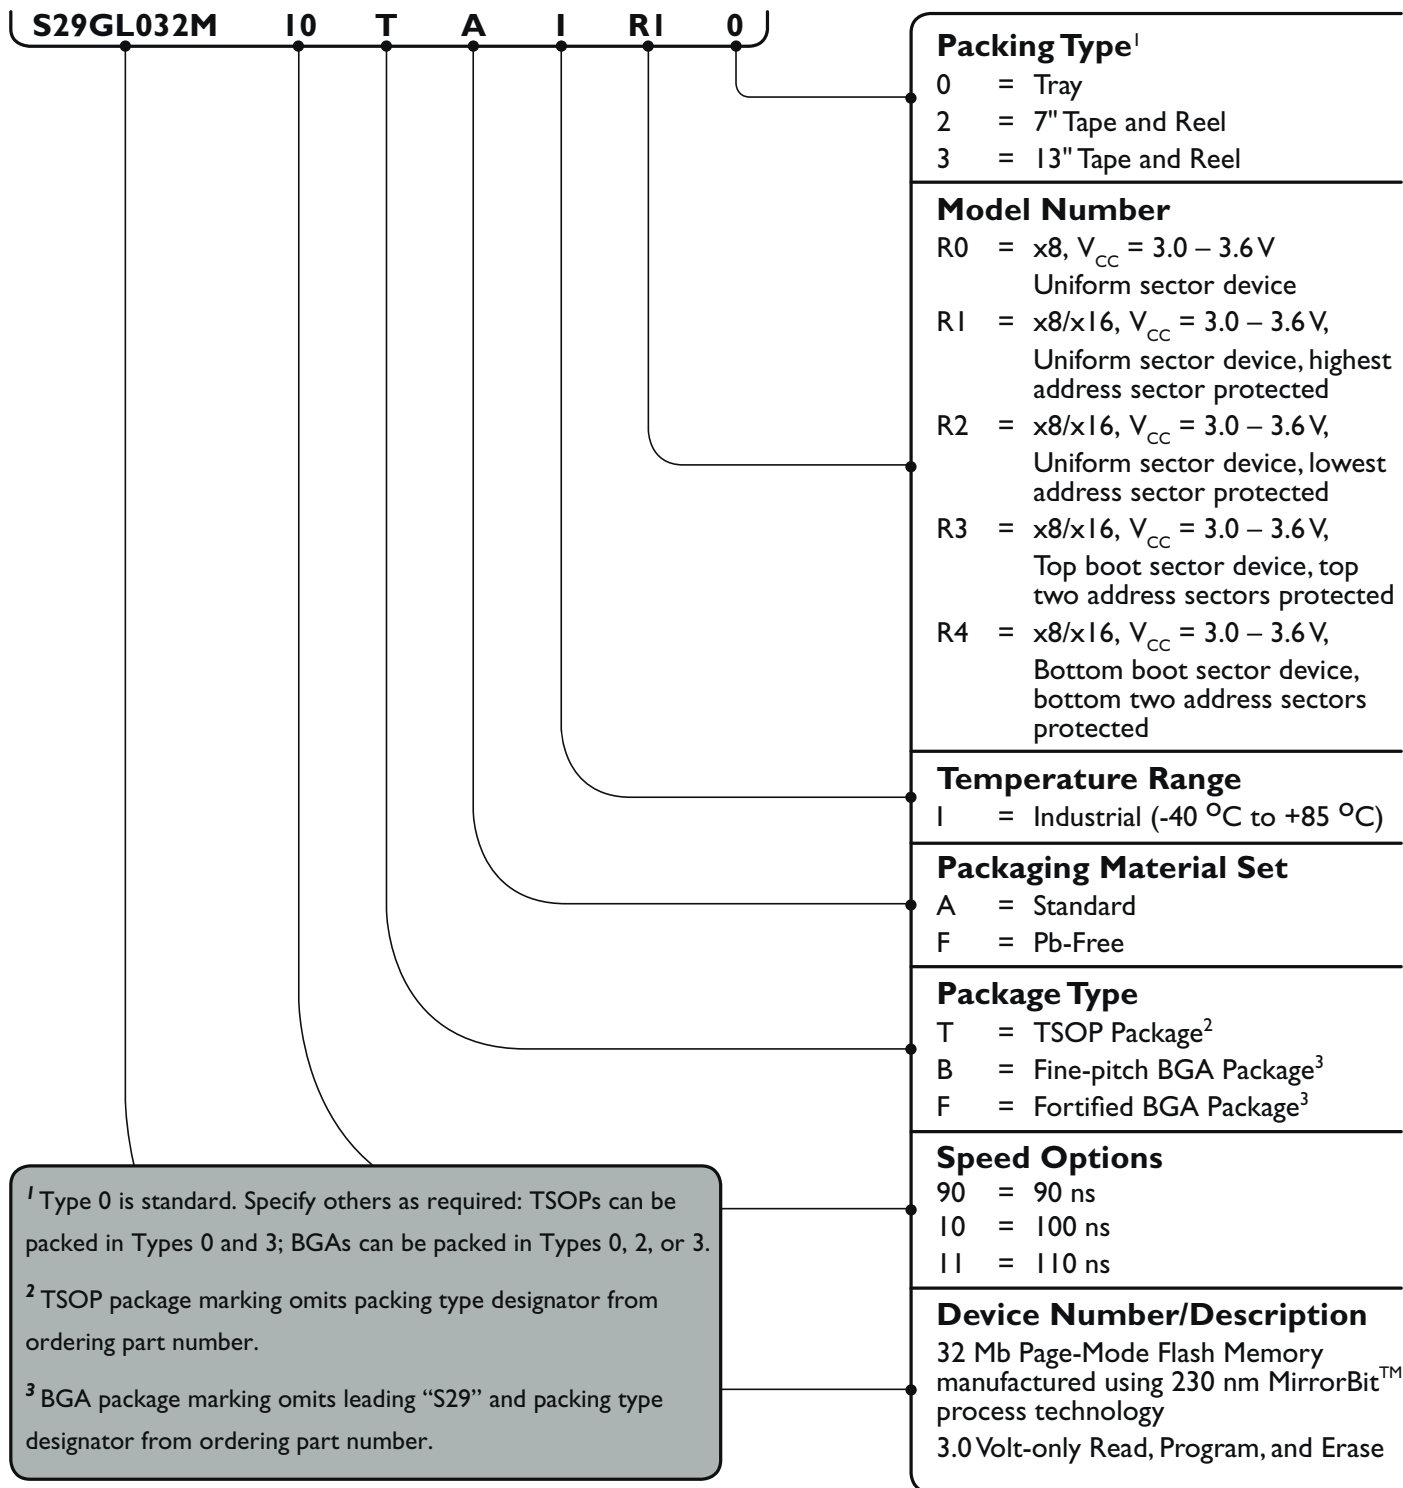 S29GL032M 10 T A I R1 0
Packing Type¹
0 = Tray
2 = 7" Tape and Reel
3 = 13" Tape and Reel
Model Number
R0 = x8, VCC = 3.0 – 3.6 V
Uniform sector device
R1 = x8/x16, VCC = 3.0 – 3.6 V,
Uniform sector device, highest
address sector protected
R2 = x8/x16, VCC = 3.0 – 3.6 V,
Uniform sector device, lowest
address sector protected
R3 = x8/x16, VCC = 3.0 – 3.6 V,
Top boot sector device, top
two address sectors protected
R4 = x8/x16, VCC = 3.0 – 3.6 V,
Bottom boot sector device,
bottom two address sectors
protected
Temperature Range
I = Industrial (-40 °C to +85 °C)
Packaging Material Set
A = Standard
F = Pb-Free
Package Type
T = TSOP Package²
B = Fine-pitch BGA Package³
F = Fortified BGA Package³
Speed Options
90 = 90 ns
10 = 100 ns
11 = 110 ns
Device Number/Description
32 Mb Page-Mode Flash Memory
manufactured using 230 nm MirrorBit™
process technology
3.0 Volt-only Read, Program, and Erase
¹ Type 0 is standard. Specify others as required: TSOPs can be
packed in Types 0 and 3; BGAs can be packed in Types 0, 2, or 3.
² TSOP package marking omits packing type designator from
ordering part number.
³ BGA package marking omits leading “S29” and packing type
designator from ordering part number.